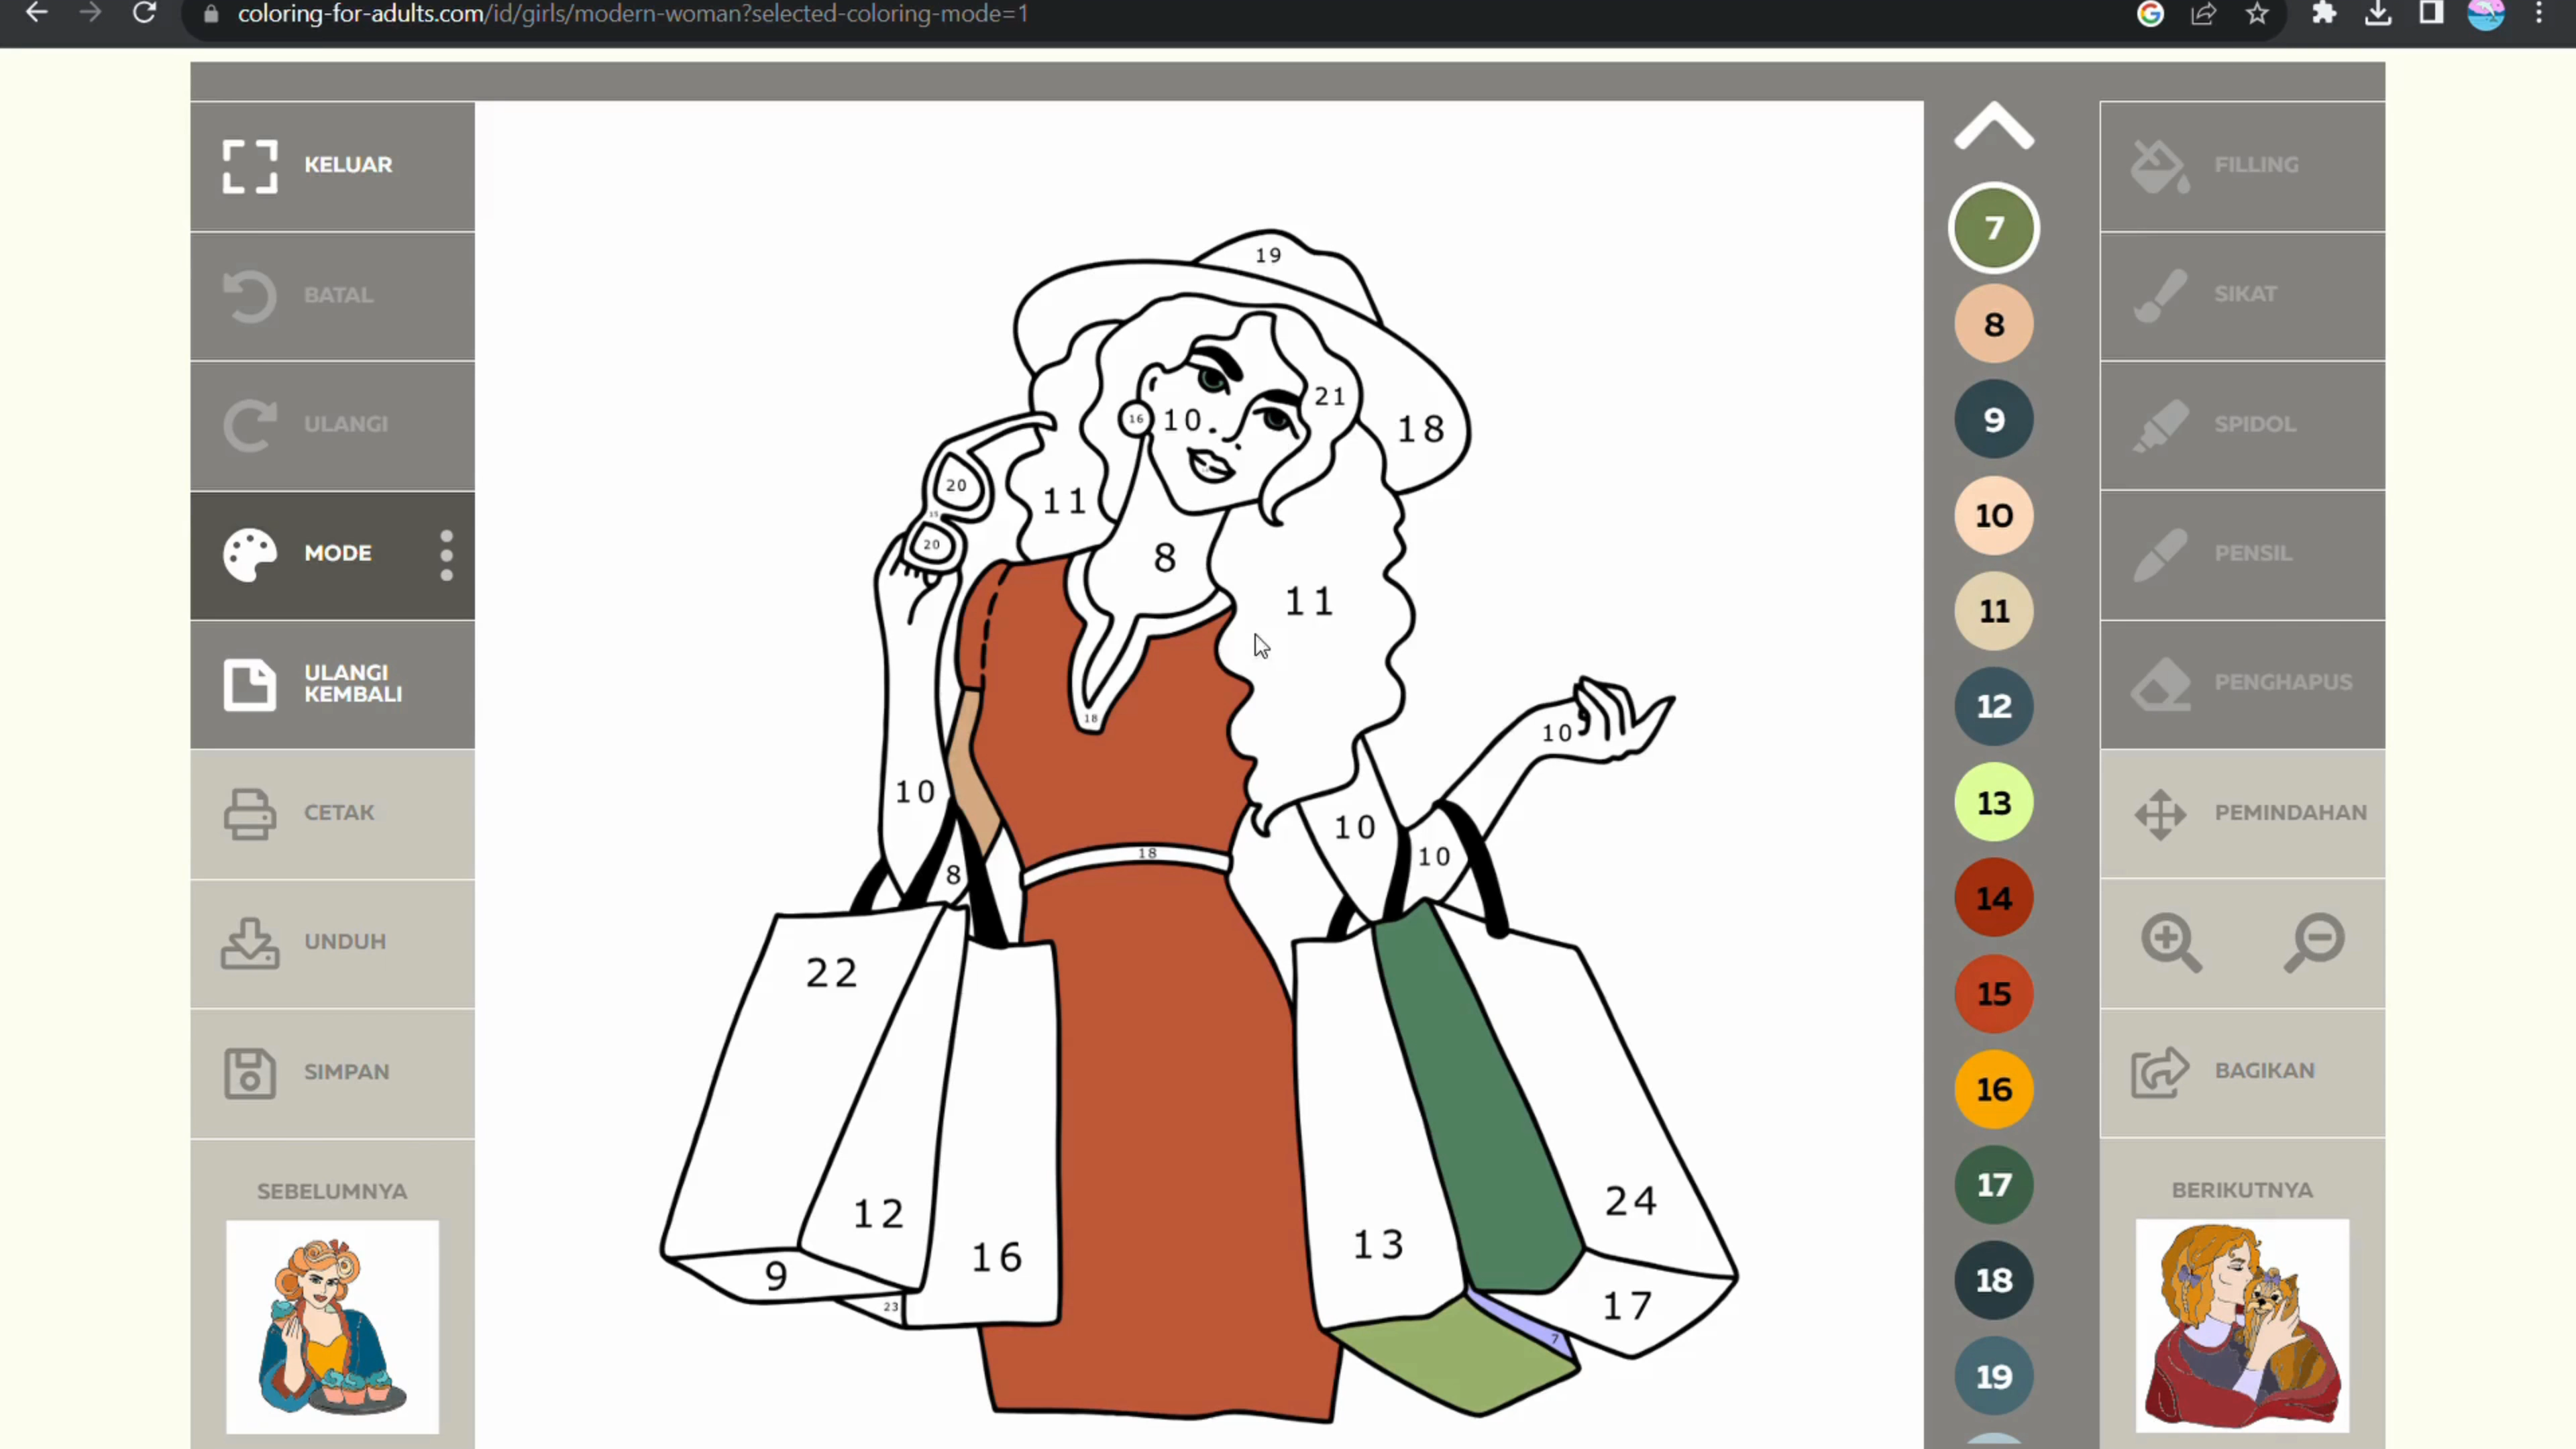 coloring-for-adults.com/id/girls/modern-woman?selected-coloring-mode=1
KELUAR
BATAL
ULANGI
MODE
ULANGI
KEMBALI
CETAK
UNDUH
SIMPAN
SEBELUMNYA
19
21
18
16
10
20
15
20
11
8
11
18
10
10
10
18
10
8
22
12
16
9
23
13
24
17
7
7
8
9
10
11
12
13
14
15
16
17
18
19
FILLING
SIKAT
SPIDOL
PENSIL
PENGHAPUS
PEMINDAHAN
BAGIKAN
BERIKUTNYA